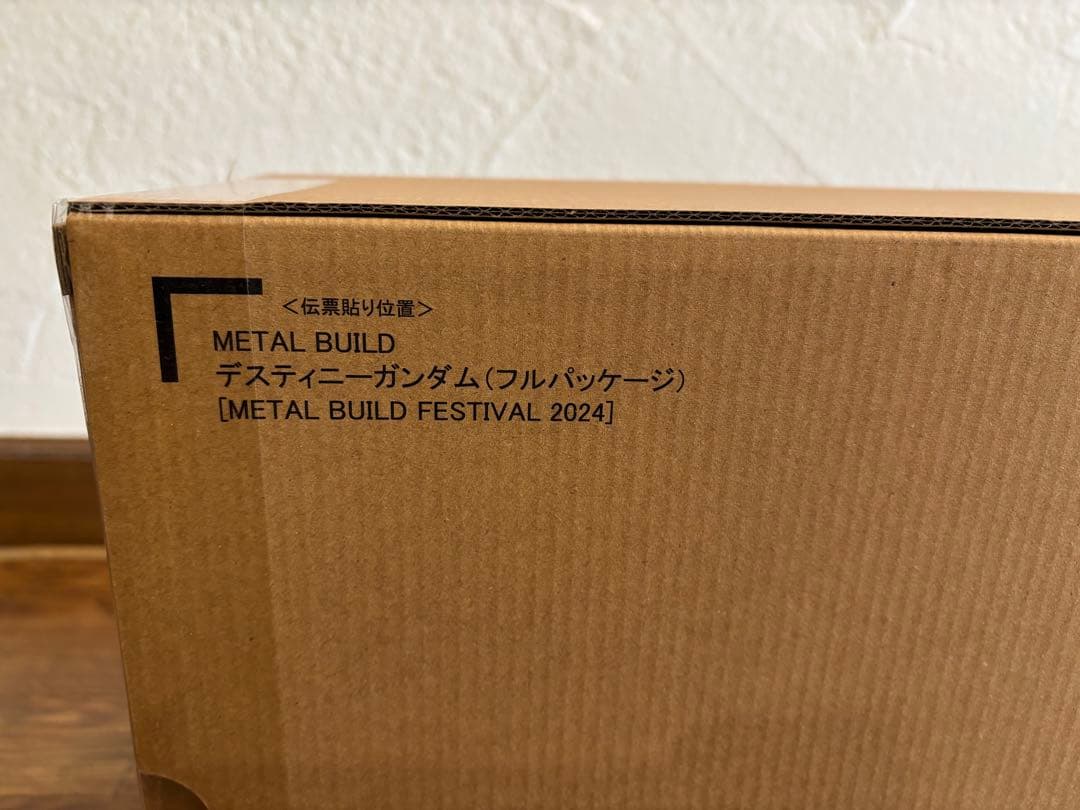 ＜伝票貼り位置＞
METAL BUILD
デスティニーガンダム（フルパッケージ）
[METAL BUILD FESTIVAL 2024]